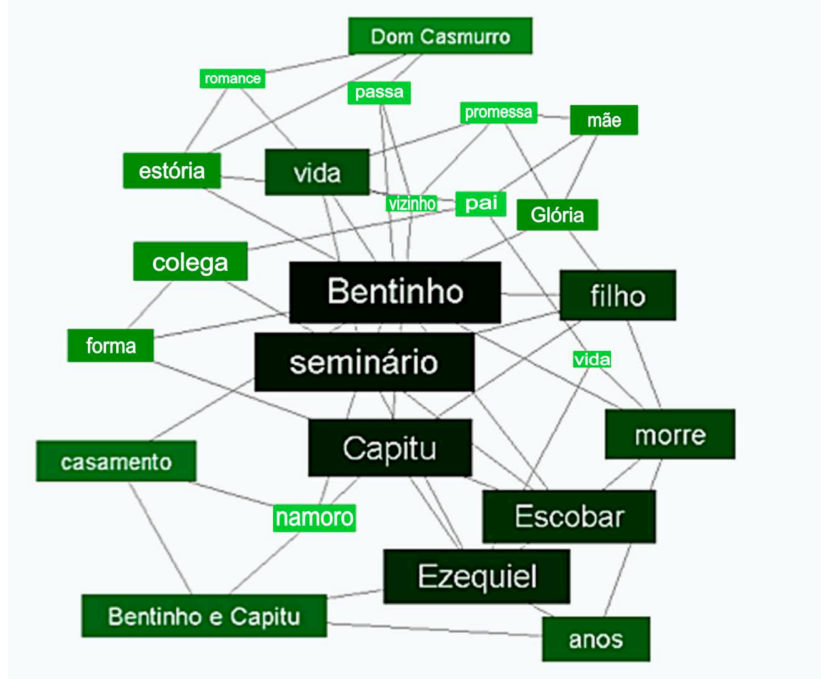 Dom Casmurro
romance
passa
promessa
mãe
estória
vida
vizinho
pai
Glória
colega
Bentinho
filho
forma
seminário
vida
morre
Capitu
casamento
namoro
Escobar
Ezequiel
Bentinho e Capitu
anos